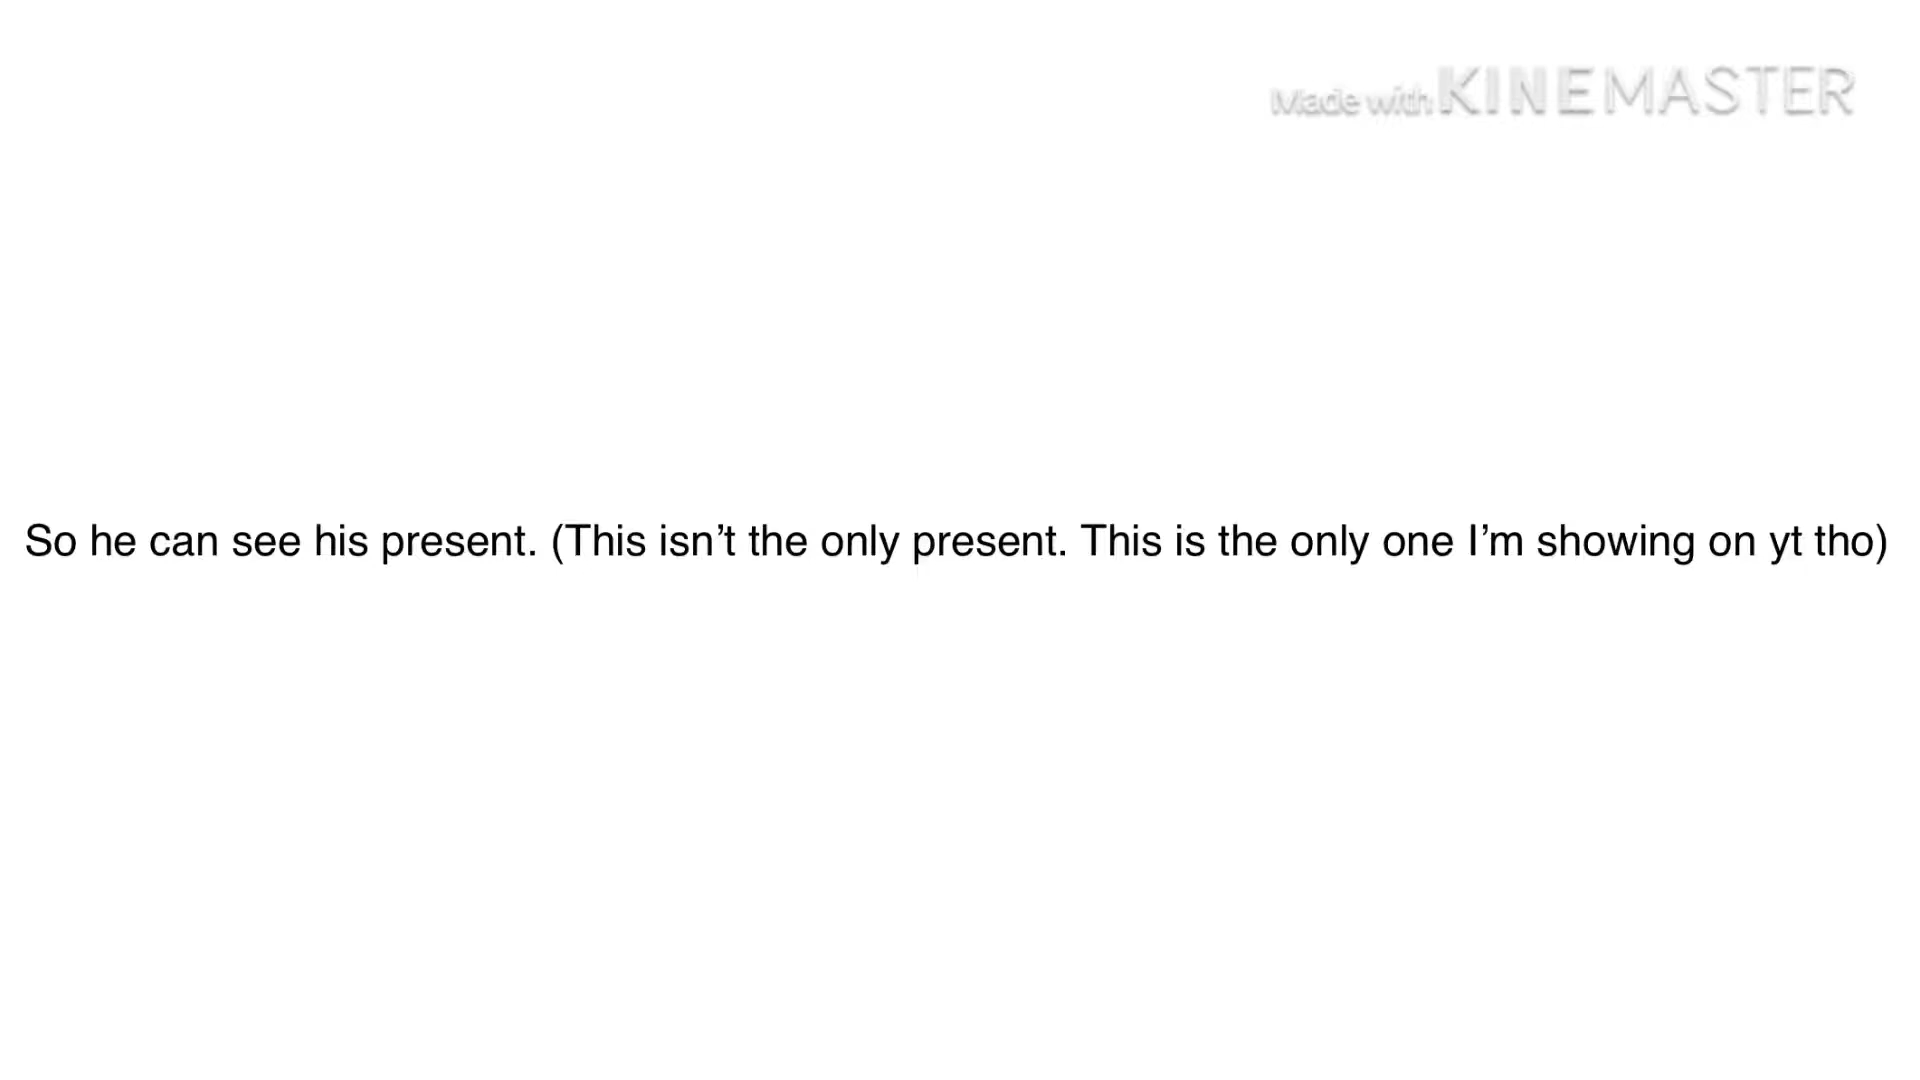 Made with KINEMASTER
So he can see his present. (This isn’t the only present. This is the only one I’m showing on yt tho)